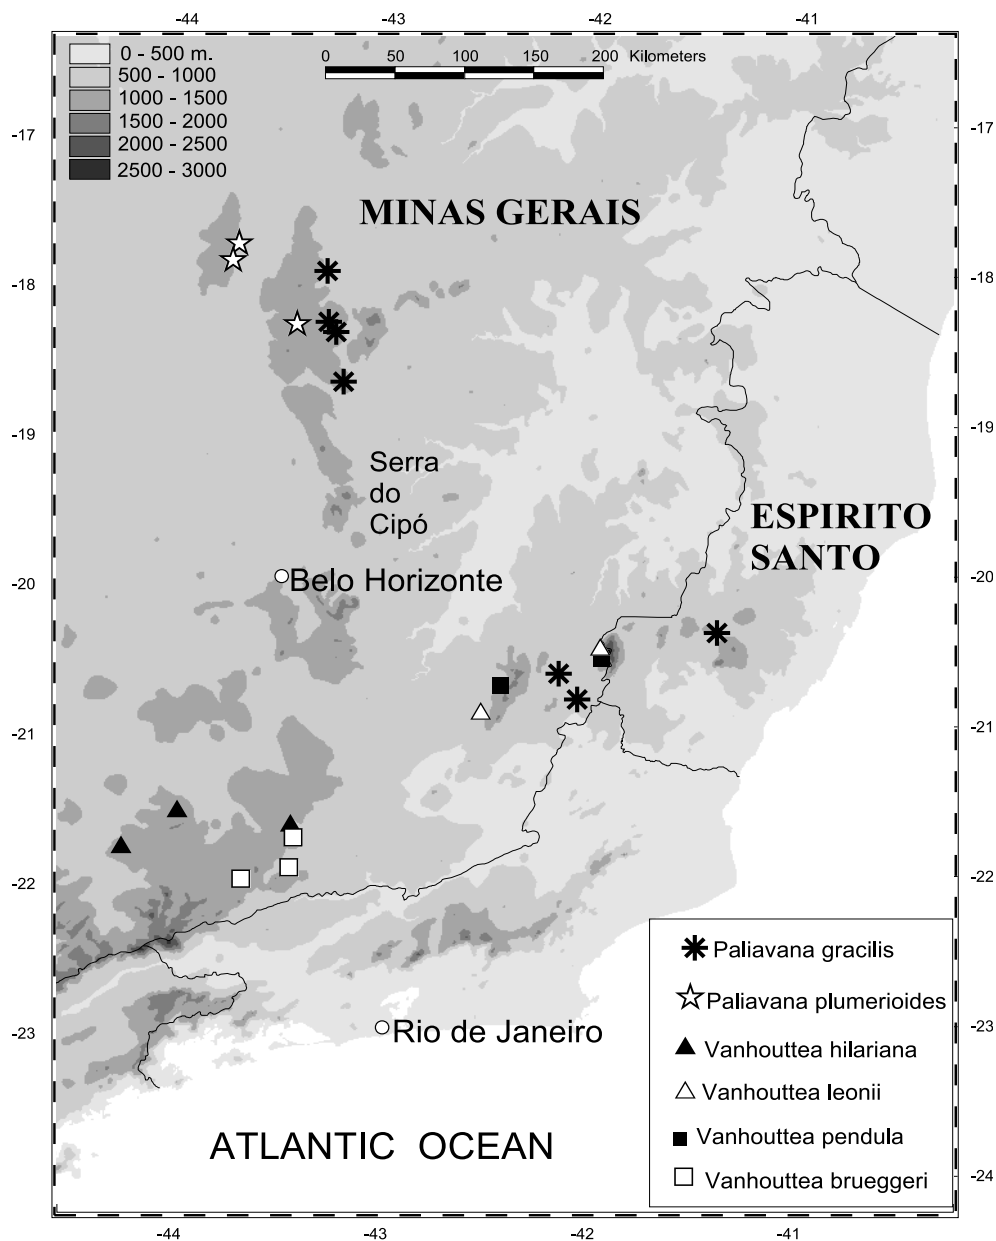 -44 -43 -42 -41
0 - 500 m.
500 - 1000
1000 - 1500
1500 - 2000
2000 - 2500
2500 - 3000
0 50 100 150 200 Kilometers
-17 -17
MINAS GERAIS
-18 -18
-19 -19
Serra
do
Cipó
ESPIRITO
SANTO
Belo Horizonte
-20 -20
-21 -21
-22 -22
Paliavana gracilis
Paliavana plumerioides
-23 -23
Rio de Janeiro
Vanhouttea hilariana
Vanhouttea leonii
Vanhouttea pendula
Vanhouttea brueggeri
ATLANTIC OCEAN
-24
-44 -43 -42 -41